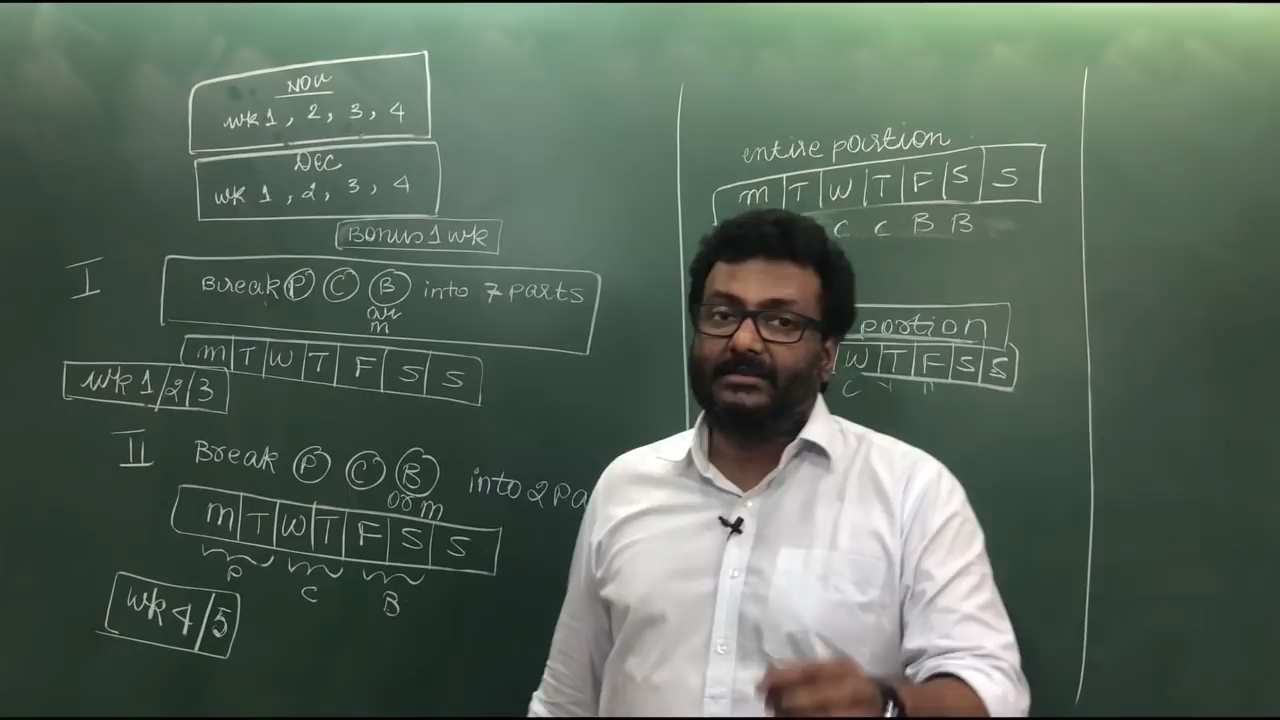 NOV
wk 1, 2, 3, 4
DEC
wk 1, 2, 3, 4
Bonus 1 wk
I
Break P C B into 7 parts
or
m
M T W T F S S
wk 1/2/3
II
Break P C B into 2 pa
or m
M T W T F S S
P C B
wk 4/5
entire portion
M T W T F S S
C C B B
portion
W T F S S
C